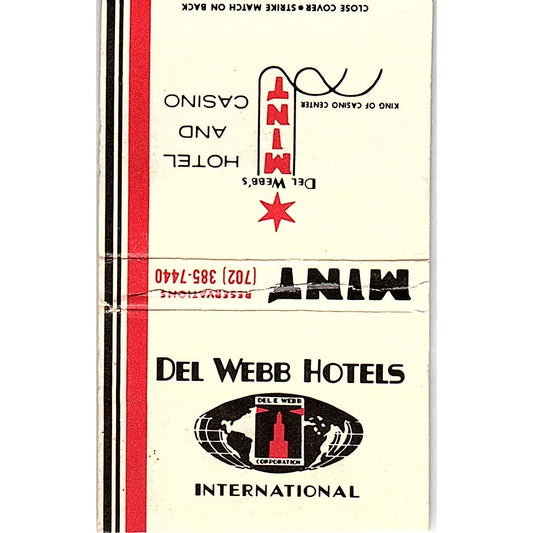 CLOSE COVER • STRIKE MATCH ON BACK
KING OF CASINO CENTER
DEL WEBB'S
MINT
HOTEL
AND
CASINO
MINT
RESERVATIONS
(702) 385-7440
DEL WEBB HOTELS
DEL E WEBB
CORPORATION
INTERNATIONAL